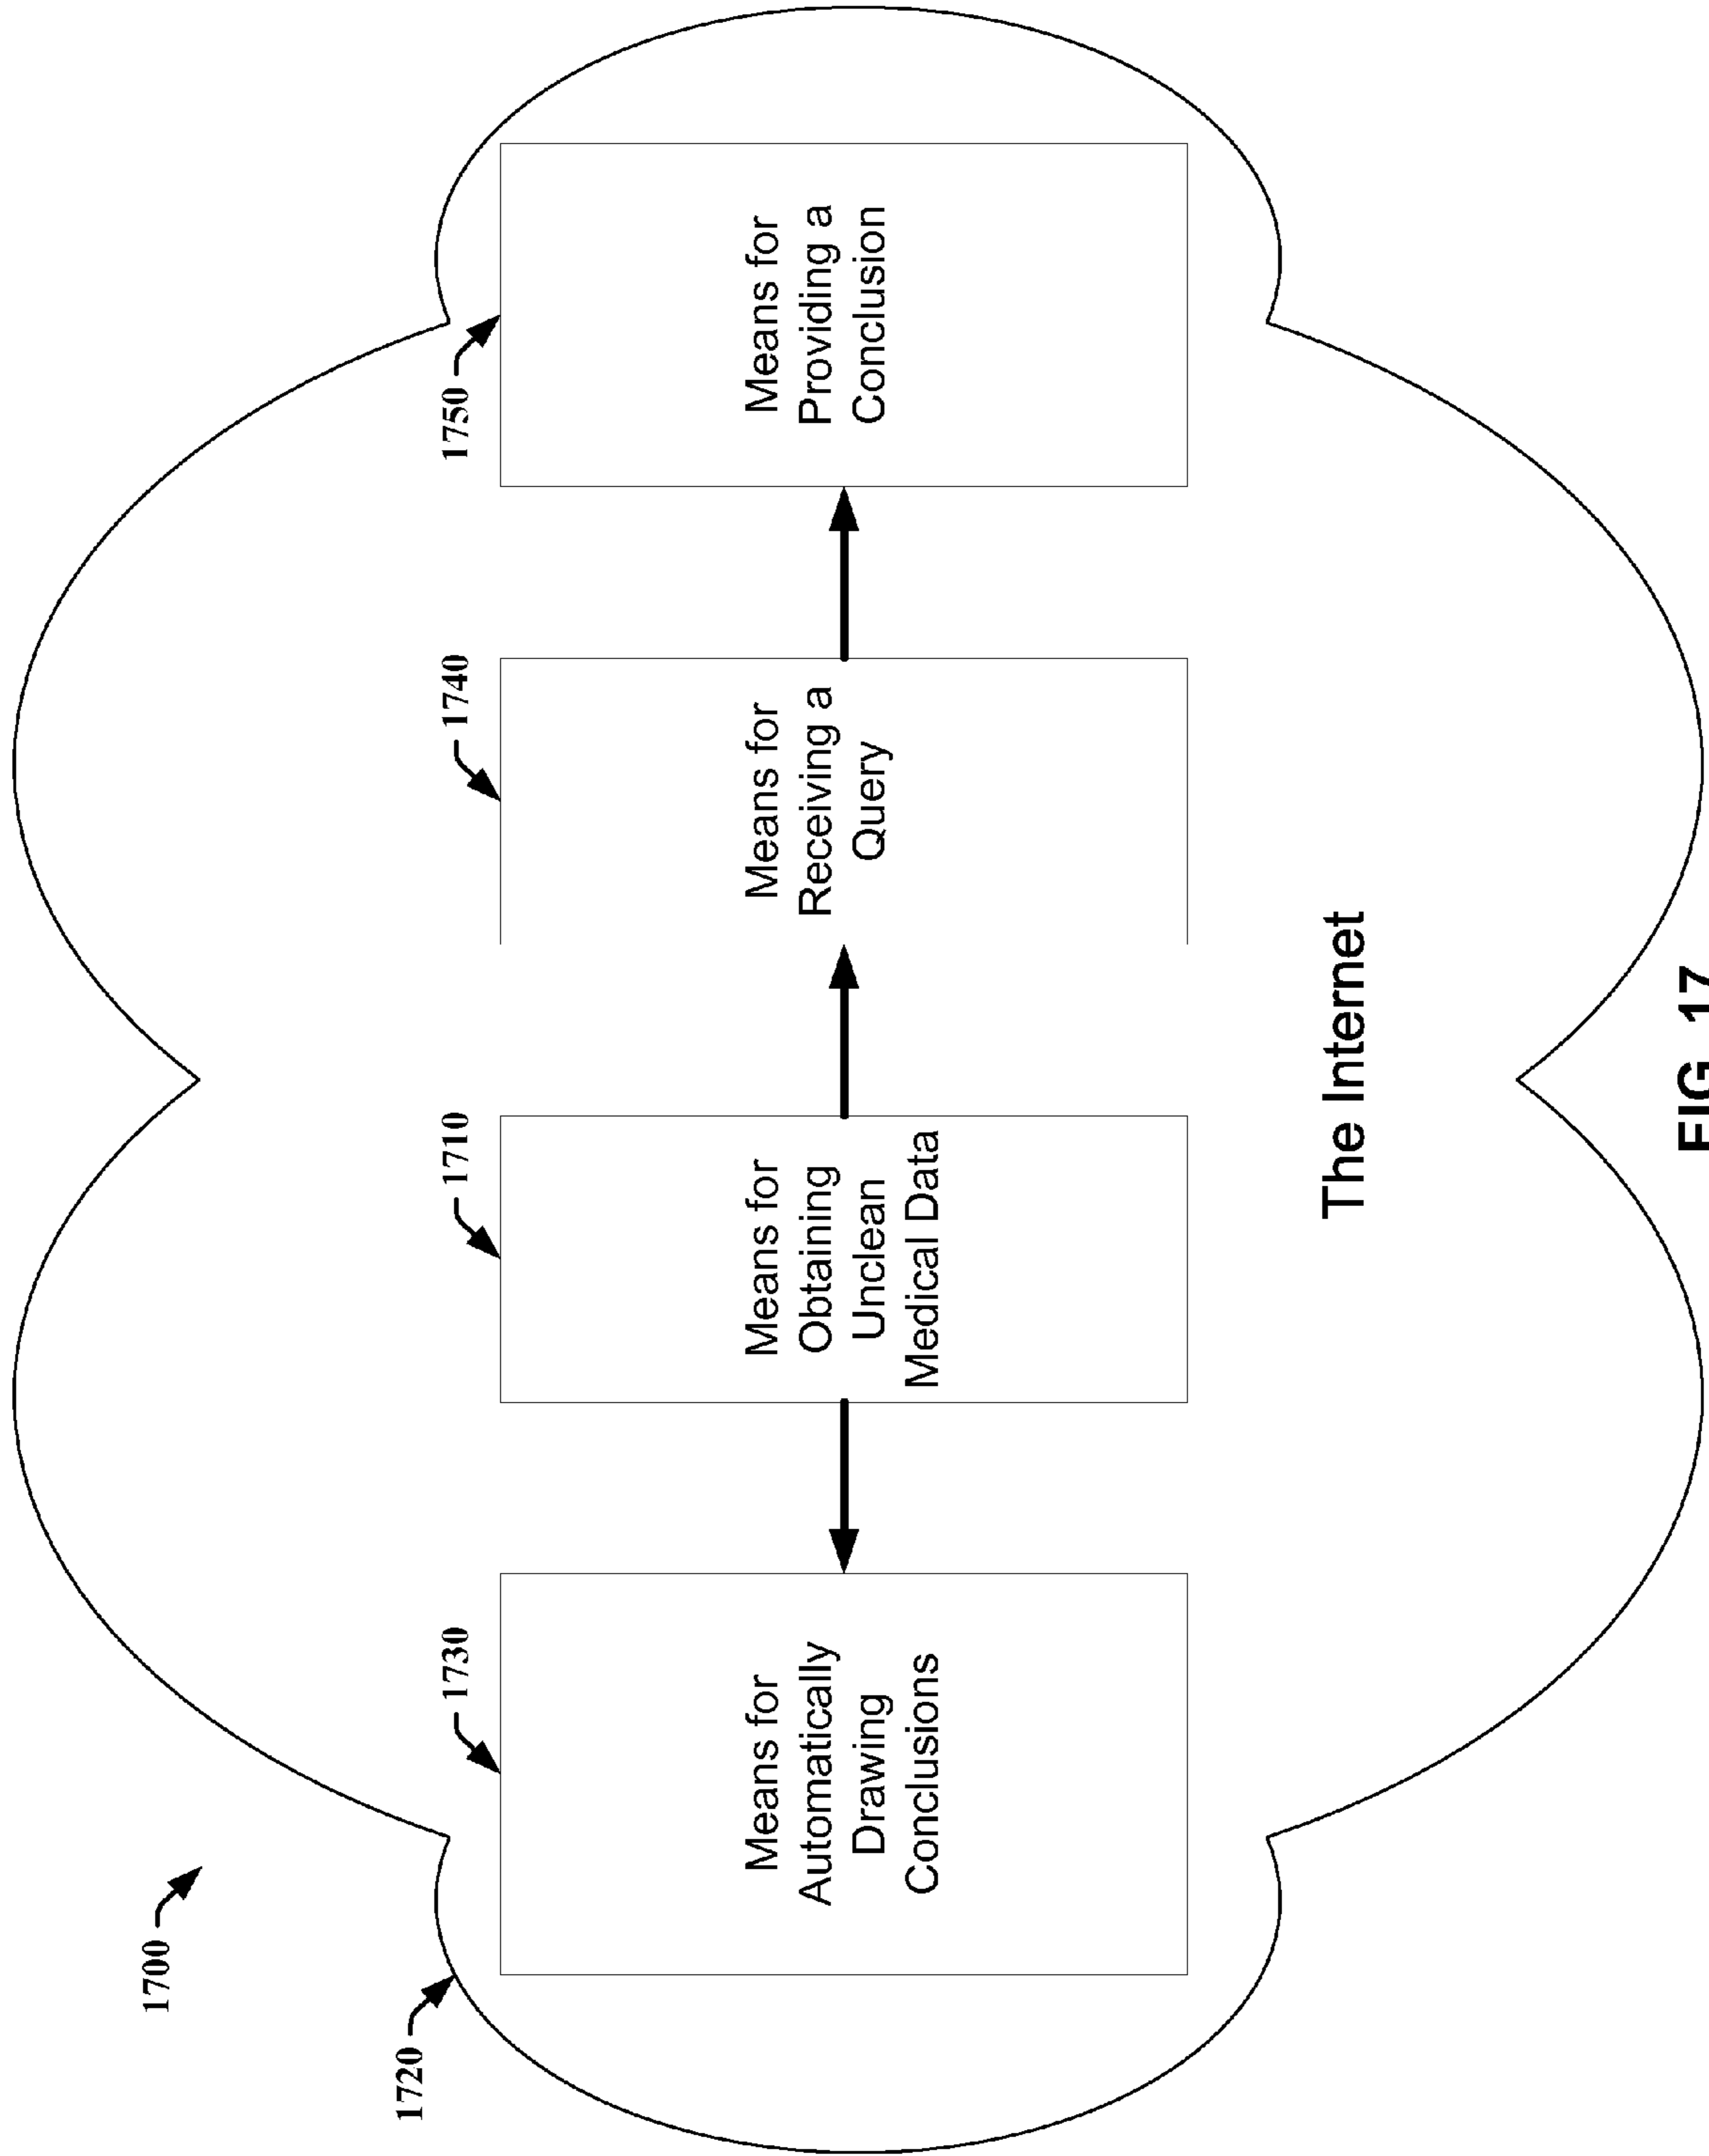 1700
1720
1730
Means for
Automatically
Drawing
Conclusions
1710
Means for
Obtaining
Unclean
Medical Data
1740
Means for
Receiving a
Query
1750
Means for
Providing a
Conclusion
The Internet
FIG 17